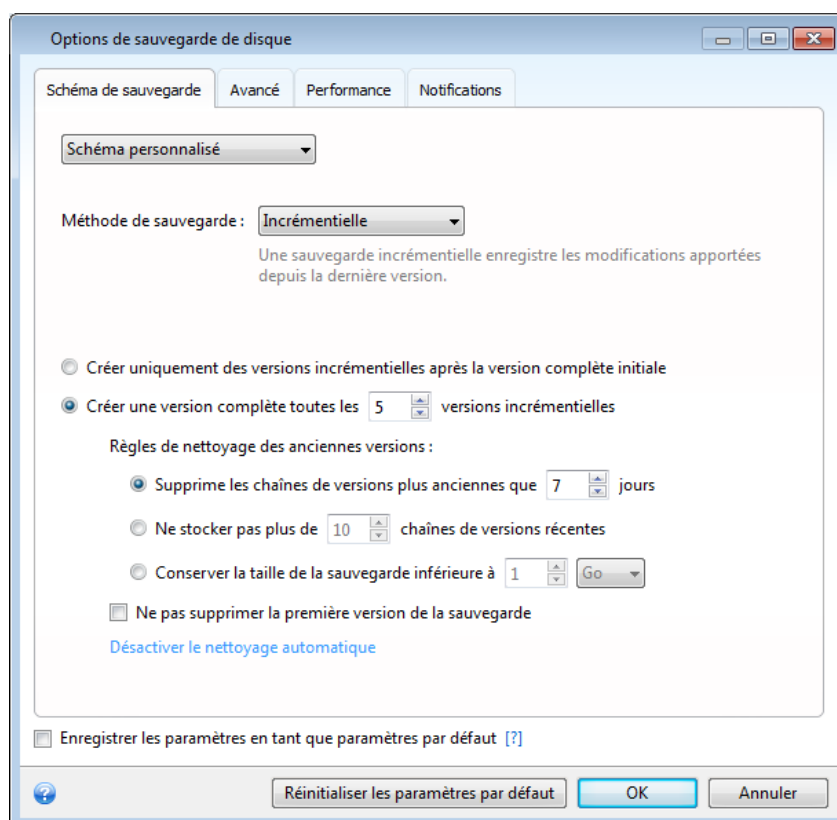 Options de sauvegarde de disque
Schéma de sauvegarde Avancé Performance Notifications
Schéma personnalisé
Méthode de sauvegarde : Incrémentielle
Une sauvegarde incrémentielle enregistre les modifications apportées
depuis la dernière version.
Créer uniquement des versions incrémentielles après la version complète initiale
Créer une version complète toutes les 5 versions incrémentielles
Règles de nettoyage des anciennes versions :
Supprime les chaînes de versions plus anciennes que 7 jours
Ne stocker pas plus de 10 chaînes de versions récentes
Conserver la taille de la sauvegarde inférieure à 1 Go
Ne pas supprimer la première version de la sauvegarde
Désactiver le nettoyage automatique
Enregistrer les paramètres en tant que paramètres par défaut [?]
? Réinitialiser les paramètres par défaut OK Annuler